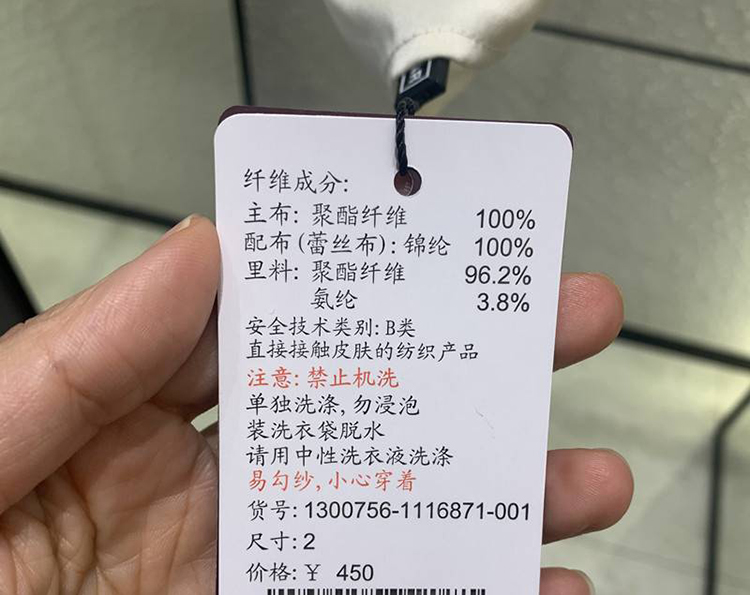 纤维成分:
主布: 聚酯纤维 100%
配布(蕾丝布): 锦纶 100%
里料: 聚酯纤维 96.2%
氨纶 3.8%
安全技术类别: B类
直接接触皮肤的纺织产品
注意: 禁止机洗
单独洗涤, 勿浸泡
装洗衣袋脱水
请用中性洗衣液洗涤
易勾纱, 小心穿着
货号: 1300756-1116871-001
尺寸: 2
价格: ¥ 450